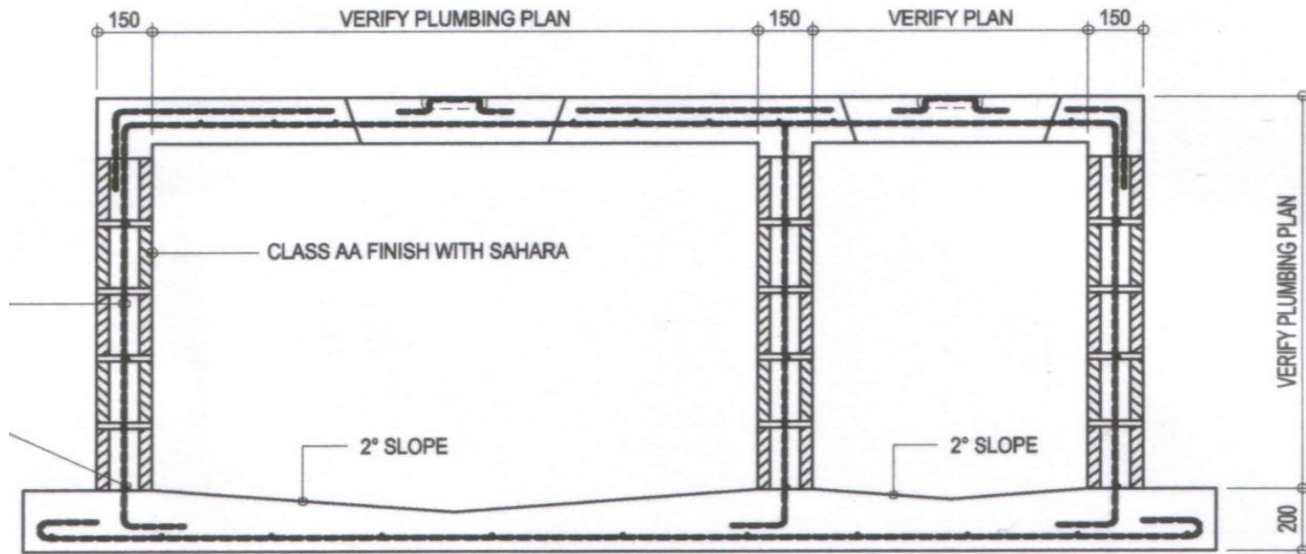 150
VERIFY PLUMBING PLAN
150
VERIFY PLAN
150
CLASS AA FINISH WITH SAHARA
VERIFY PLUMBING PLAN
2° SLOPE
2° SLOPE
200